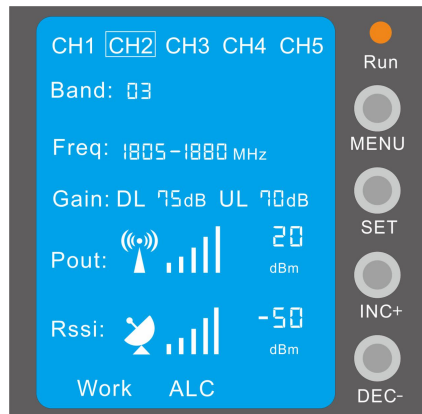 CH1 CH2 CH3 CH4 CH5
Run
Band: 03
MENU
Freq: 1805-1880 MHz
Gain: DL 75dB UL 70dB
SET
Pout: 20 dBm
INC+
Rssi: -50 dBm
Work ALC
DEC-